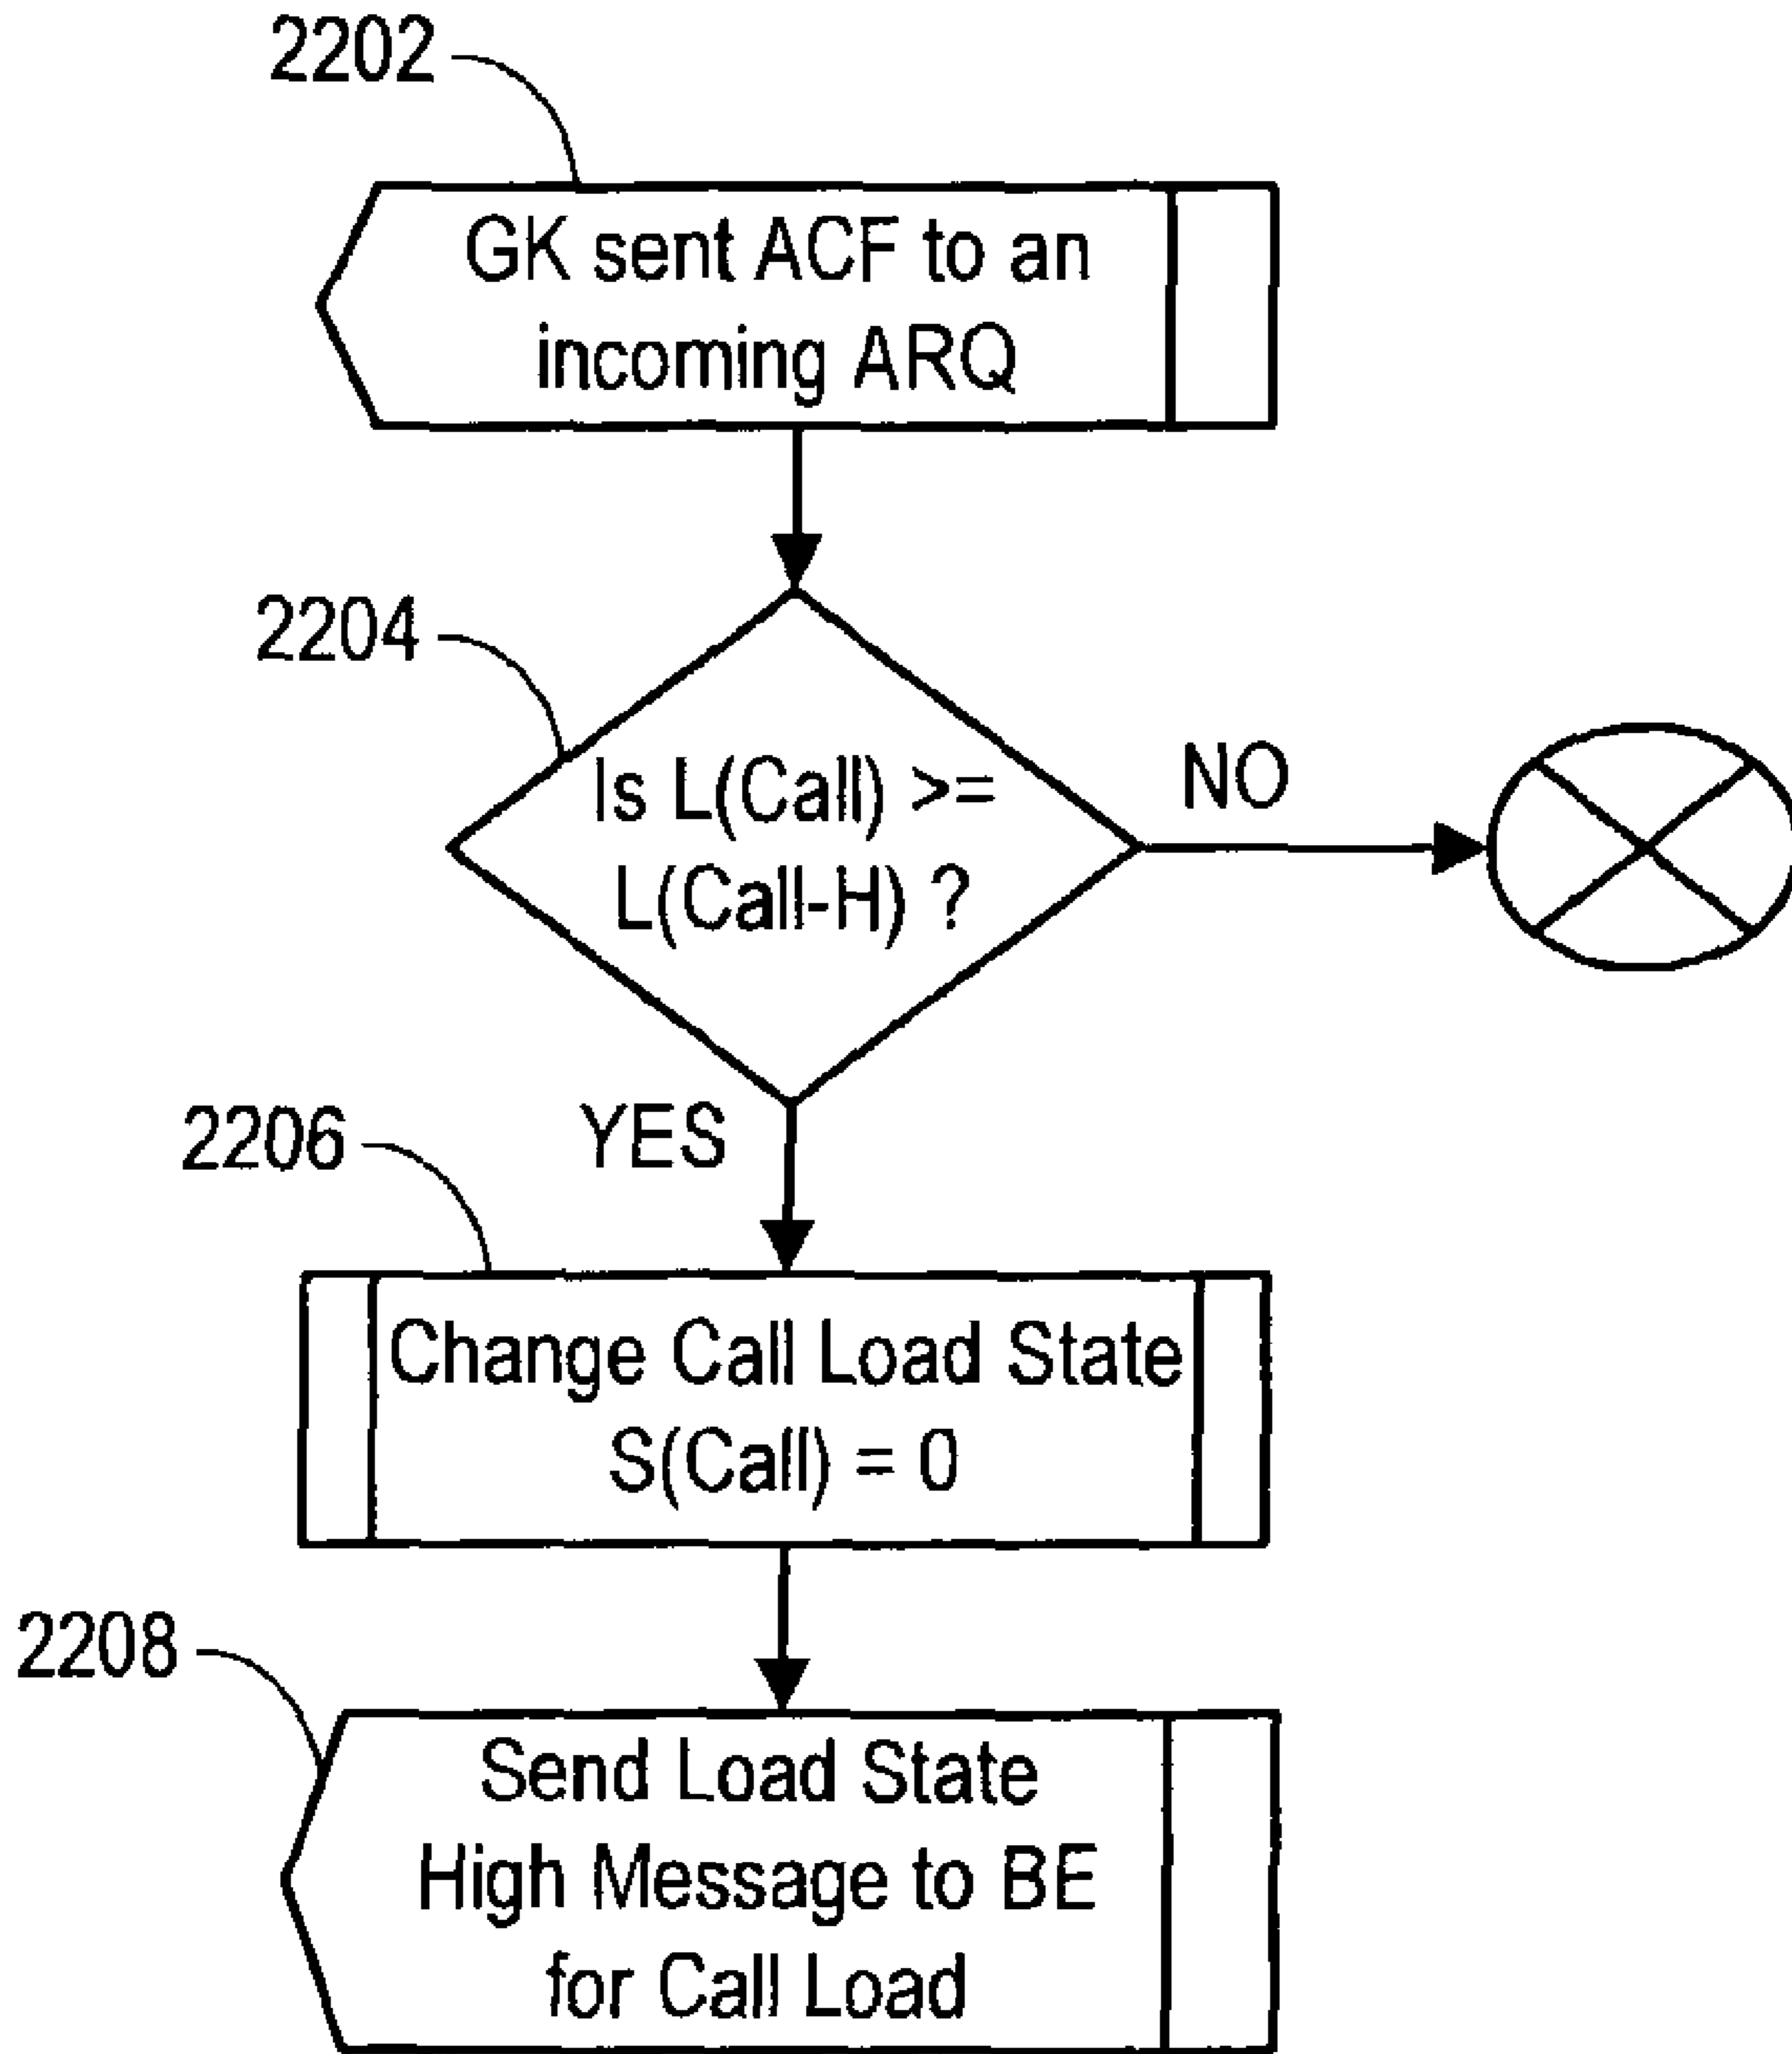 2202
GK sent ACF to an
incoming ARQ
2204
Is L(Call) >=
L(Call-H) ?
NO
YES
2206
Change Call Load State
S(Call) = 0
2208
Send Load State
High Message to BE
for Call Load